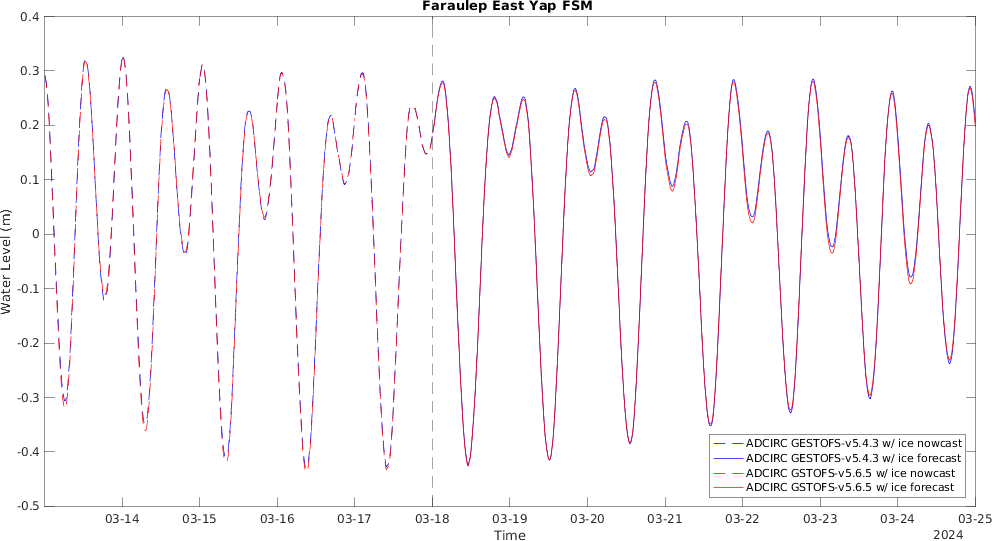 Faraulep East Yap FSM
0.4
0.3
0.2
0.1
0
-0.1
-0.2
-0.3
-0.4
-0.5
Water Level (m)
ADCIRC GESTOFS-v5.4.3 w/ ice nowcast
ADCIRC GESTOFS-v5.4.3 w/ ice forecast
ADCIRC GSTOFS-v5.6.5 w/ ice nowcast
ADCIRC GSTOFS-v5.6.5 w/ ice forecast
03-14 03-15 03-16 03-17 03-18 03-19 03-20 03-21 03-22 03-23 03-24 03-25
Time
2024